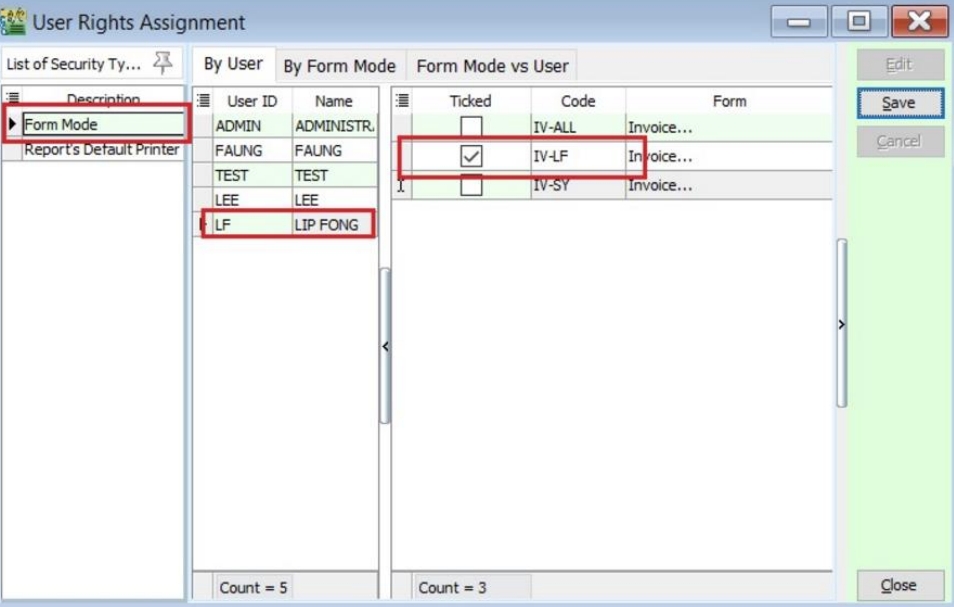 User Rights Assignment
List of Security Ty...
By User By Form Mode Form Mode vs User
Edit
Description
User ID Name
Ticked Code Form
Save
Form Mode
ADMIN ADMINISTR.
IV-ALL Invoice...
Cancel
Report's Default Printer
FAUNG FAUNG
IV-LF Invoice...
TEST TEST
IV-SY Invoice...
LEE LEE
LF LIP FONG
Count = 5
Count = 3
Close